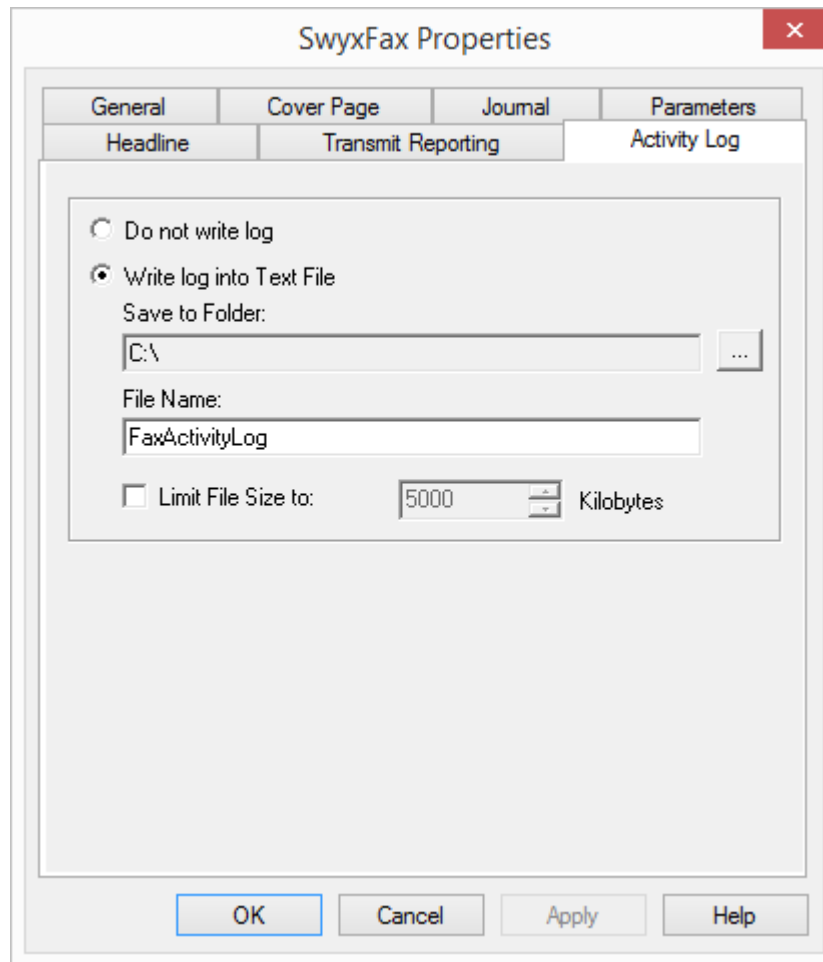 SwyxFax Properties
General Cover Page Journal Parameters
Headline Transmit Reporting Activity Log
Do not write log
Write log into Text File
Save to Folder:
C:\
...
File Name:
FaxActivityLog
Limit File Size to: 5000 Kilobytes
OK Cancel Apply Help